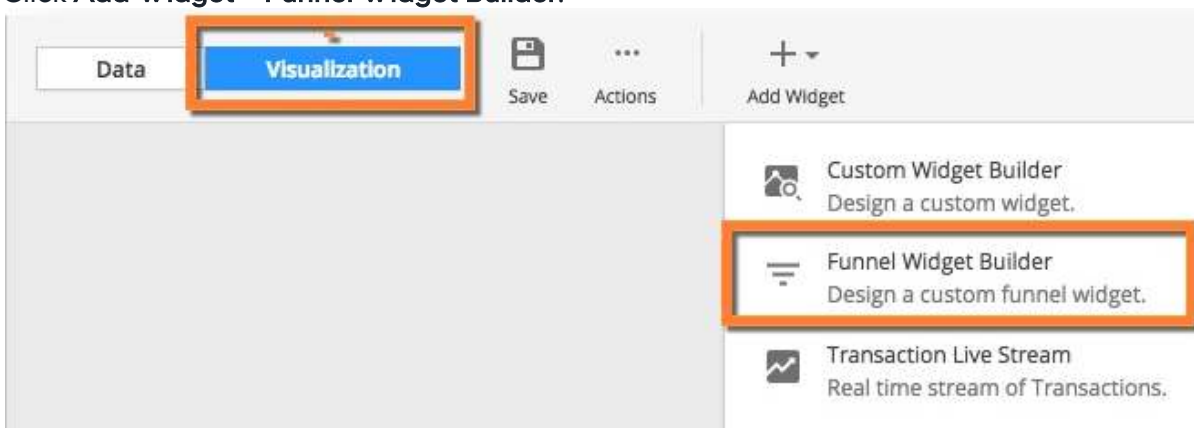 Click Add Widget - Funnel Widget Builder.
Data
Visualization
Save
Actions
Add Widget
Custom Widget Builder
Design a custom widget.
Funnel Widget Builder
Design a custom funnel widget.
Transaction Live Stream
Real time stream of Transactions.